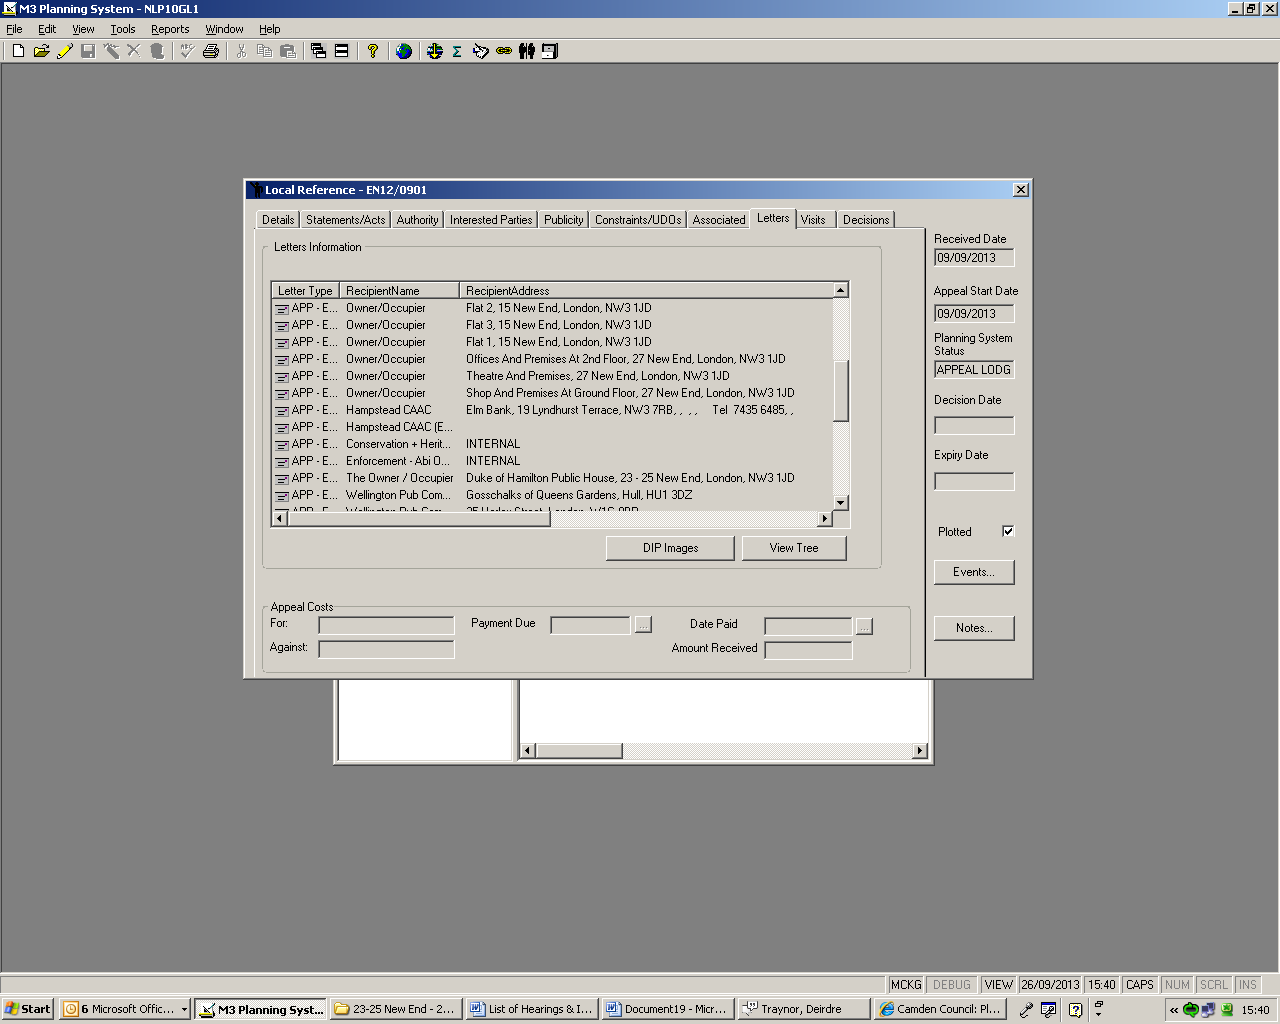 M3 Planning System - NLP10GL1
File Edit View Tools Reports Window Help
Local Reference - EN12/0901
Details Statements/Acts Authority Interested Parties Publicity Constraints/UDOs Associated Letters Visits Decisions
Letters Information
Letter Type RecipientName RecipientAddress
APP - E... Owner/Occupier Flat 2, 15 New End, London, NW3 1JD
APP - E... Owner/Occupier Flat 3, 15 New End, London, NW3 1JD
APP - E... Owner/Occupier Flat 1, 15 New End, London, NW3 1JD
APP - E... Owner/Occupier Offices And Premises At 2nd Floor, 27 New End, London, NW3 1JD
APP - E... Owner/Occupier Theatre And Premises, 27 New End, London, NW3 1JD
APP - E... Owner/Occupier Shop And Premises At Ground Floor, 27 New End, London, NW3 1JD
APP - E... Hampstead CAAC Elm Bank, 19 Lyndhurst Terrace, NW3 7RB, , , , Tel 7435 6485, ,
APP - E... Hampstead CAAC (E...
APP - E... Conservation + Herit... INTERNAL
APP - E... Enforcement - Abi O... INTERNAL
APP - E... The Owner / Occupier Duke of Hamilton Public House, 23 - 25 New End, London, NW3 1JD
APP - E... Wellington Pub Com... Gosschalks of Queens Gardens, Hull, HU1 3DZ
DIP Images View Tree
Appeal Costs
For: Payment Due ... Date Paid ...
Against: Amount Received
Received Date
09/09/2013
Appeal Start Date
09/09/2013
Planning System
Status
APPEAL LODG
Decision Date
Expiry Date
Plotted
Events...
Notes...
MCKG DEBUG VIEW 26/09/2013 15:40 CAPS NUM SCRL INS
Start 6 Microsoft Offic... M3 Planning Syst... 23-25 New End - 2... List of Hearings & I... Document19 - Micr... Traynor, Deirdre Camden Council: Pl... 15:40